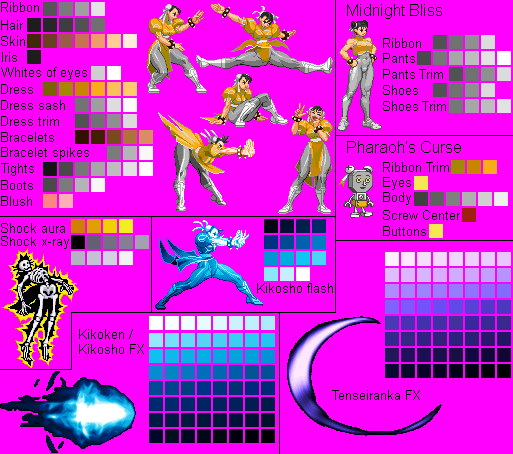 Ribbon
Hair
Skin
Iris
Whites of eyes
Dress
Dress sash
Dress trim
Bracelets
Bracelet spikes
Tights
Boots
Blush
Midnight Bliss
Ribbon
Pants
Pants Trim
Shoes
Shoes Trim
Pharaoh's Curse
Ribbon Trim
Eyes
Body
Screw Center
Buttons
Shock aura
Shock x-ray
Kikosho flash
Kikoken /
Kikosho FX
Tenseiranka FX